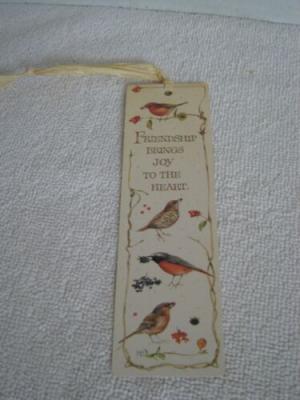 FRIENDSHIP
BRINGS
JOY
TO THE
HEART.